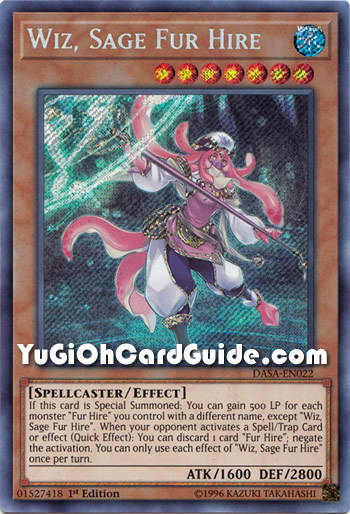 Wiz, Sage Fur Hire
YuGiOhCardGuide.com
DASA-EN022
[Spellcaster/Effect]
If this card is Special Summoned: You can gain 500 LP for each
monster "Fur Hire" you control with a different name, except "Wiz,
Sage Fur Hire". When your opponent activates a Spell/Trap Card
or effect (Quick Effect): You can discard 1 card "Fur Hire"; negate
the activation. You can only use each effect of "Wiz, Sage Fur Hire"
once per turn.
ATK/1600 DEF/2800
01527418 1st Edition ©1996 KAZUKI TAKAHASHI